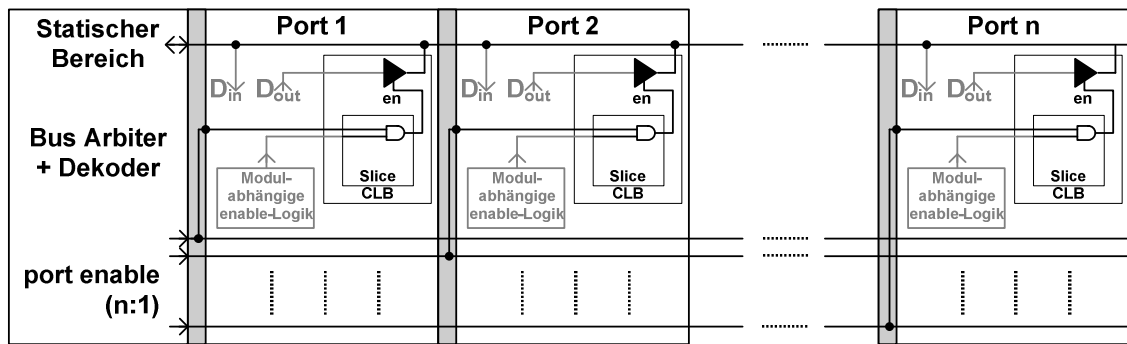 Statischer
Bereich
Bus Arbiter
+ Dekoder
port enable
(n:1)
Port 1
Din
Dout
en
Slice
CLB
Modul-
abhängige
enable-Logik
Port 2
Din
Dout
en
Slice
CLB
Modul-
abhängige
enable-Logik
Port n
Din
Dout
en
Slice
CLB
Modul-
abhängige
enable-Logik